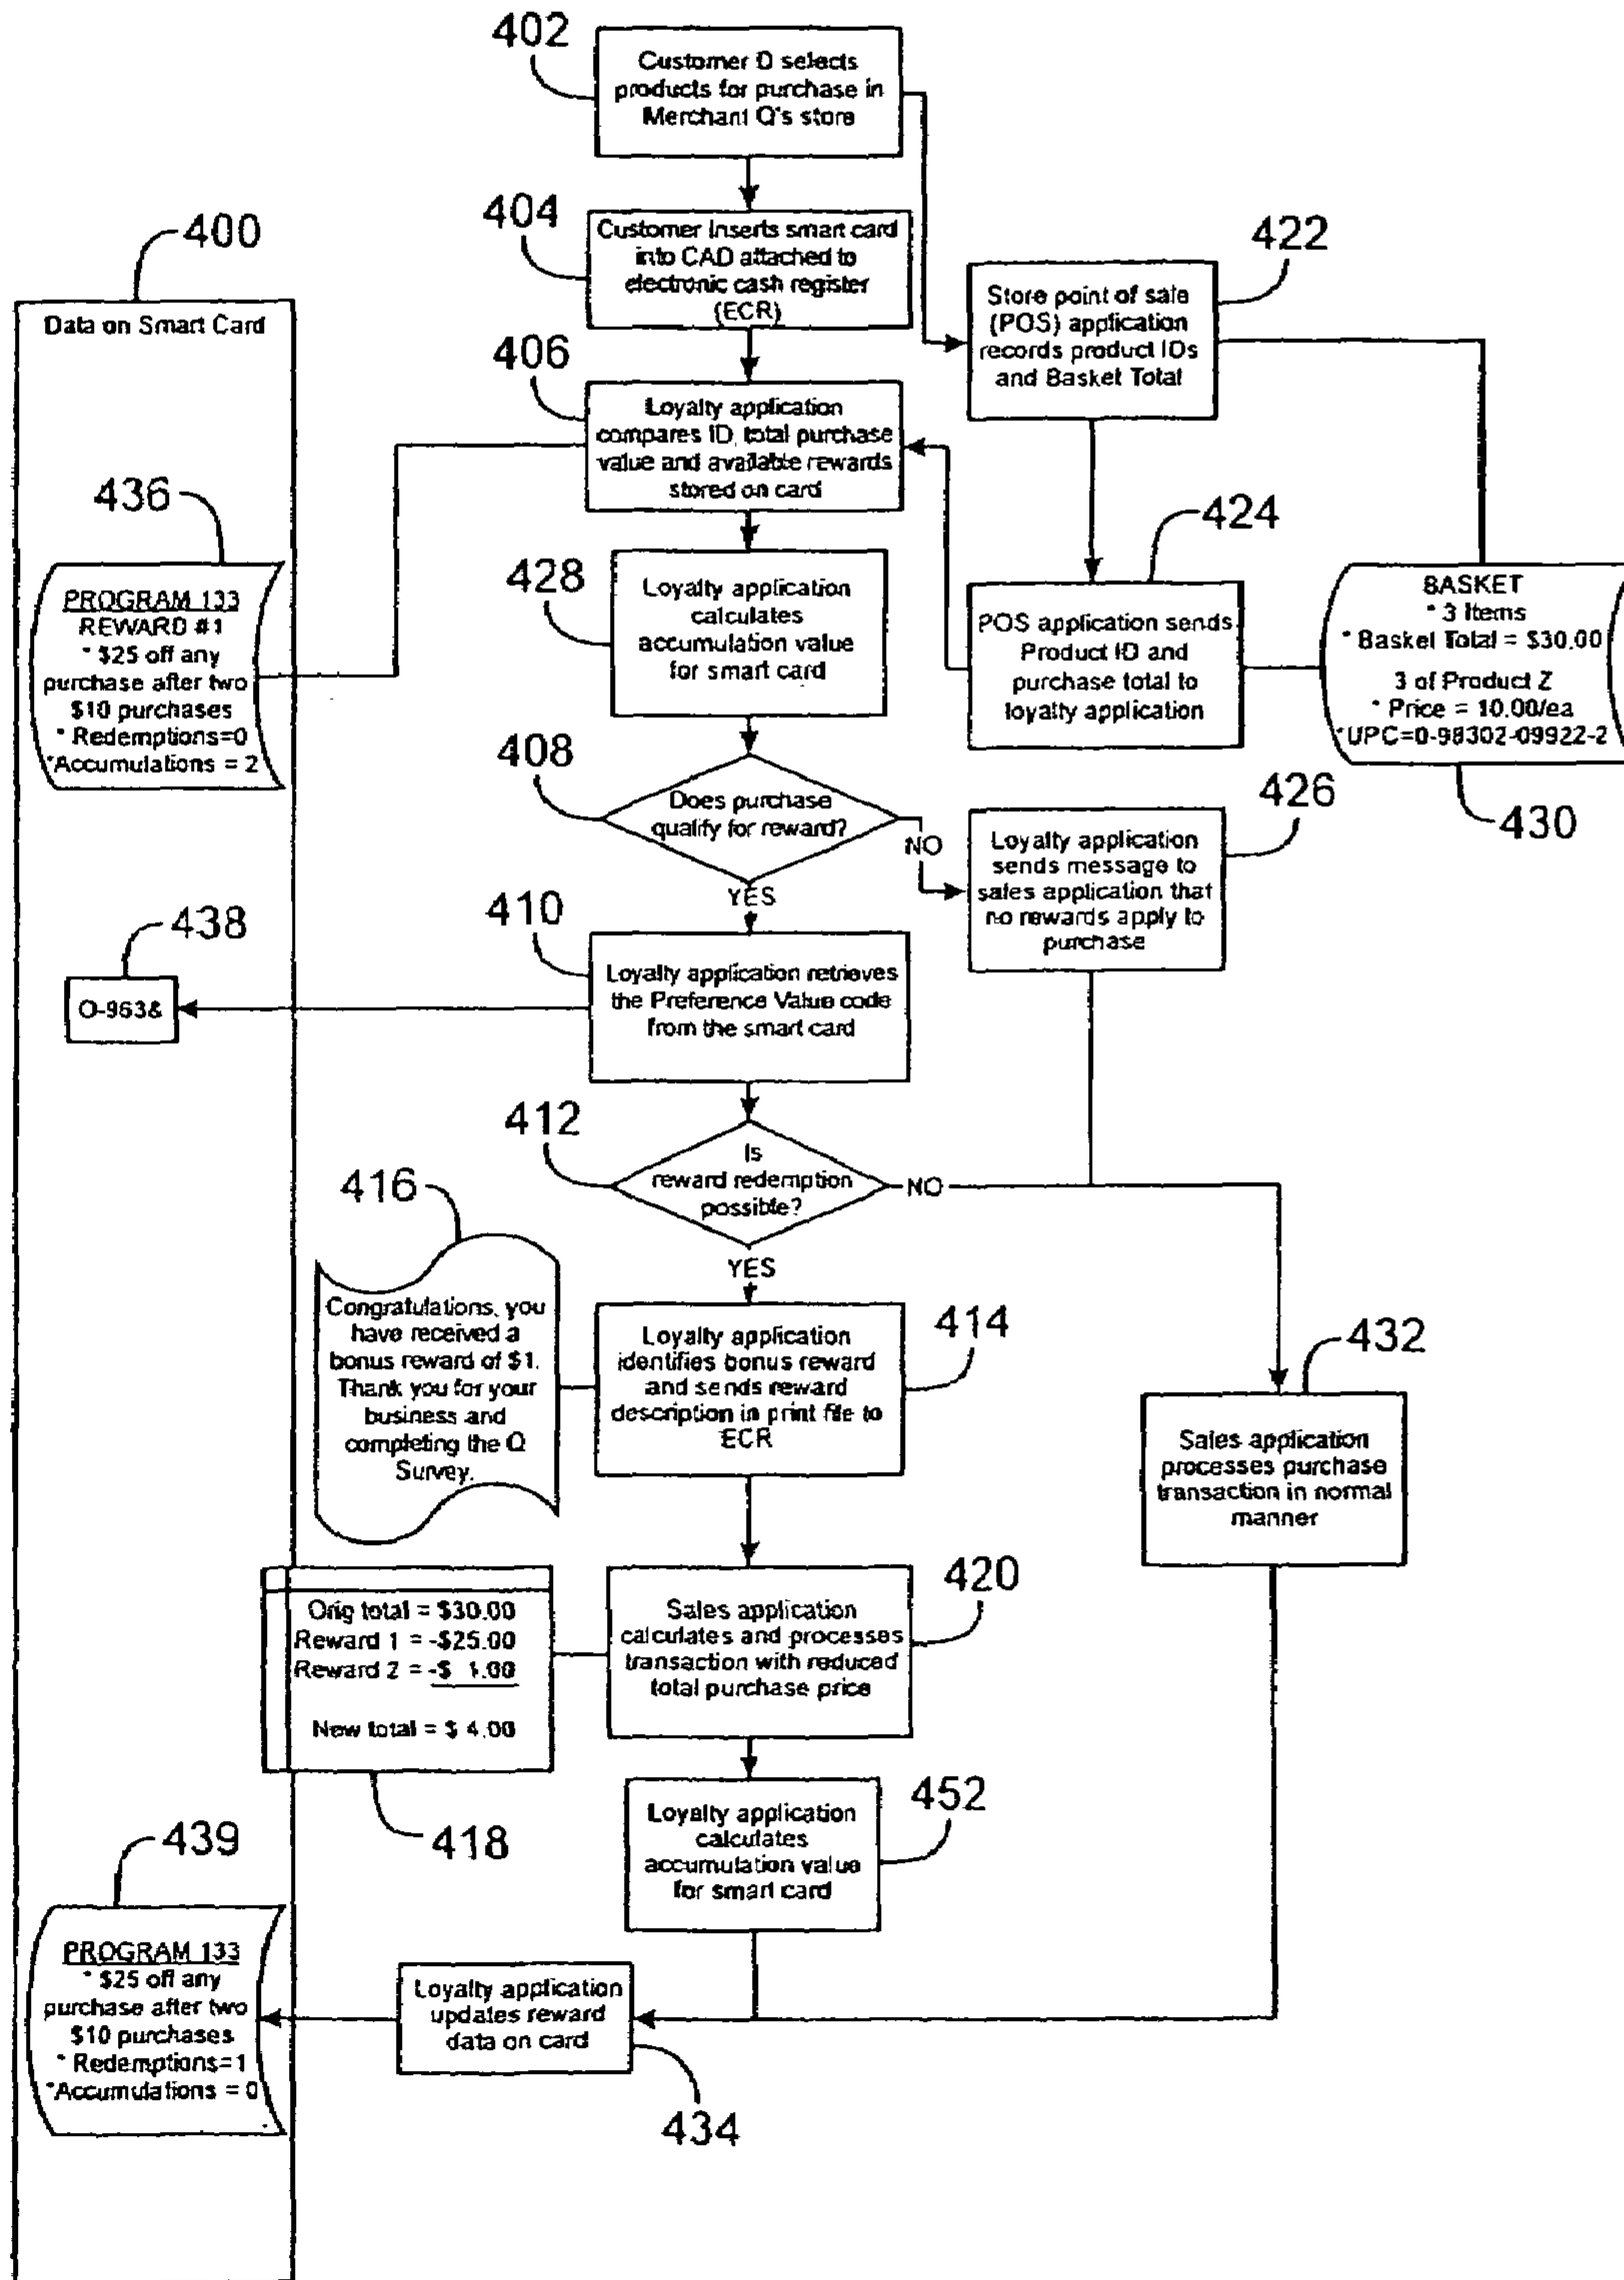 402
Customer D selects
products for purchase in
Merchant Q's store
404
Customer inserts smart card
into CAD attached to
electronic cash register
(ECR)
400
Data on Smart Card
422
Store point of sale
(POS) application
records product IDs
and Basket Total
406
Loyalty application
compares ID, total purchase
value and available rewards
stored on card
436
PROGRAM 133
REWARD #1
* $25 off any
purchase after two
$10 purchases
* Redemptions=0
*Accumulations = 2
428
Loyalty application
calculates
accumulation value
for smart card
424
POS application sends
Product ID and
purchase total to
loyalty application
BASKET
* 3 Items
* Basket Total = $30.00
3 of Product Z
* Price = 10.00/ea
*UPC=0-98302-09922-2
430
408
Does purchase
qualify for reward?
NO
YES
426
Loyalty application
sends message to
sales application that
no rewards apply to
purchase
410
Loyalty application retrieves
the Preference Value code
from the smart card
438
O-963&
412
Is
reward redemption
possible?
NO
YES
416
Congratulations, you
have received a
bonus reward of $1.
Thank you for your
business and
completing the Q
Survey.
414
Loyalty application
identifies bonus reward
and sends reward
description in print file to
ECR
432
Sales application
processes purchase
transaction in normal
manner
418
Orig total = $30.00
Reward 1 = -$25.00
Reward 2 = -$ 1.00
New total = $ 4.00
420
Sales application
calculates and processes
transaction with reduced
total purchase price
452
Loyalty application
calculates
accumulation value
for smart card
439
PROGRAM 133
* $25 off any
purchase after two
$10 purchases
* Redemptions=1
*Accumulations = 0
Loyalty application
updates reward
data on card
434